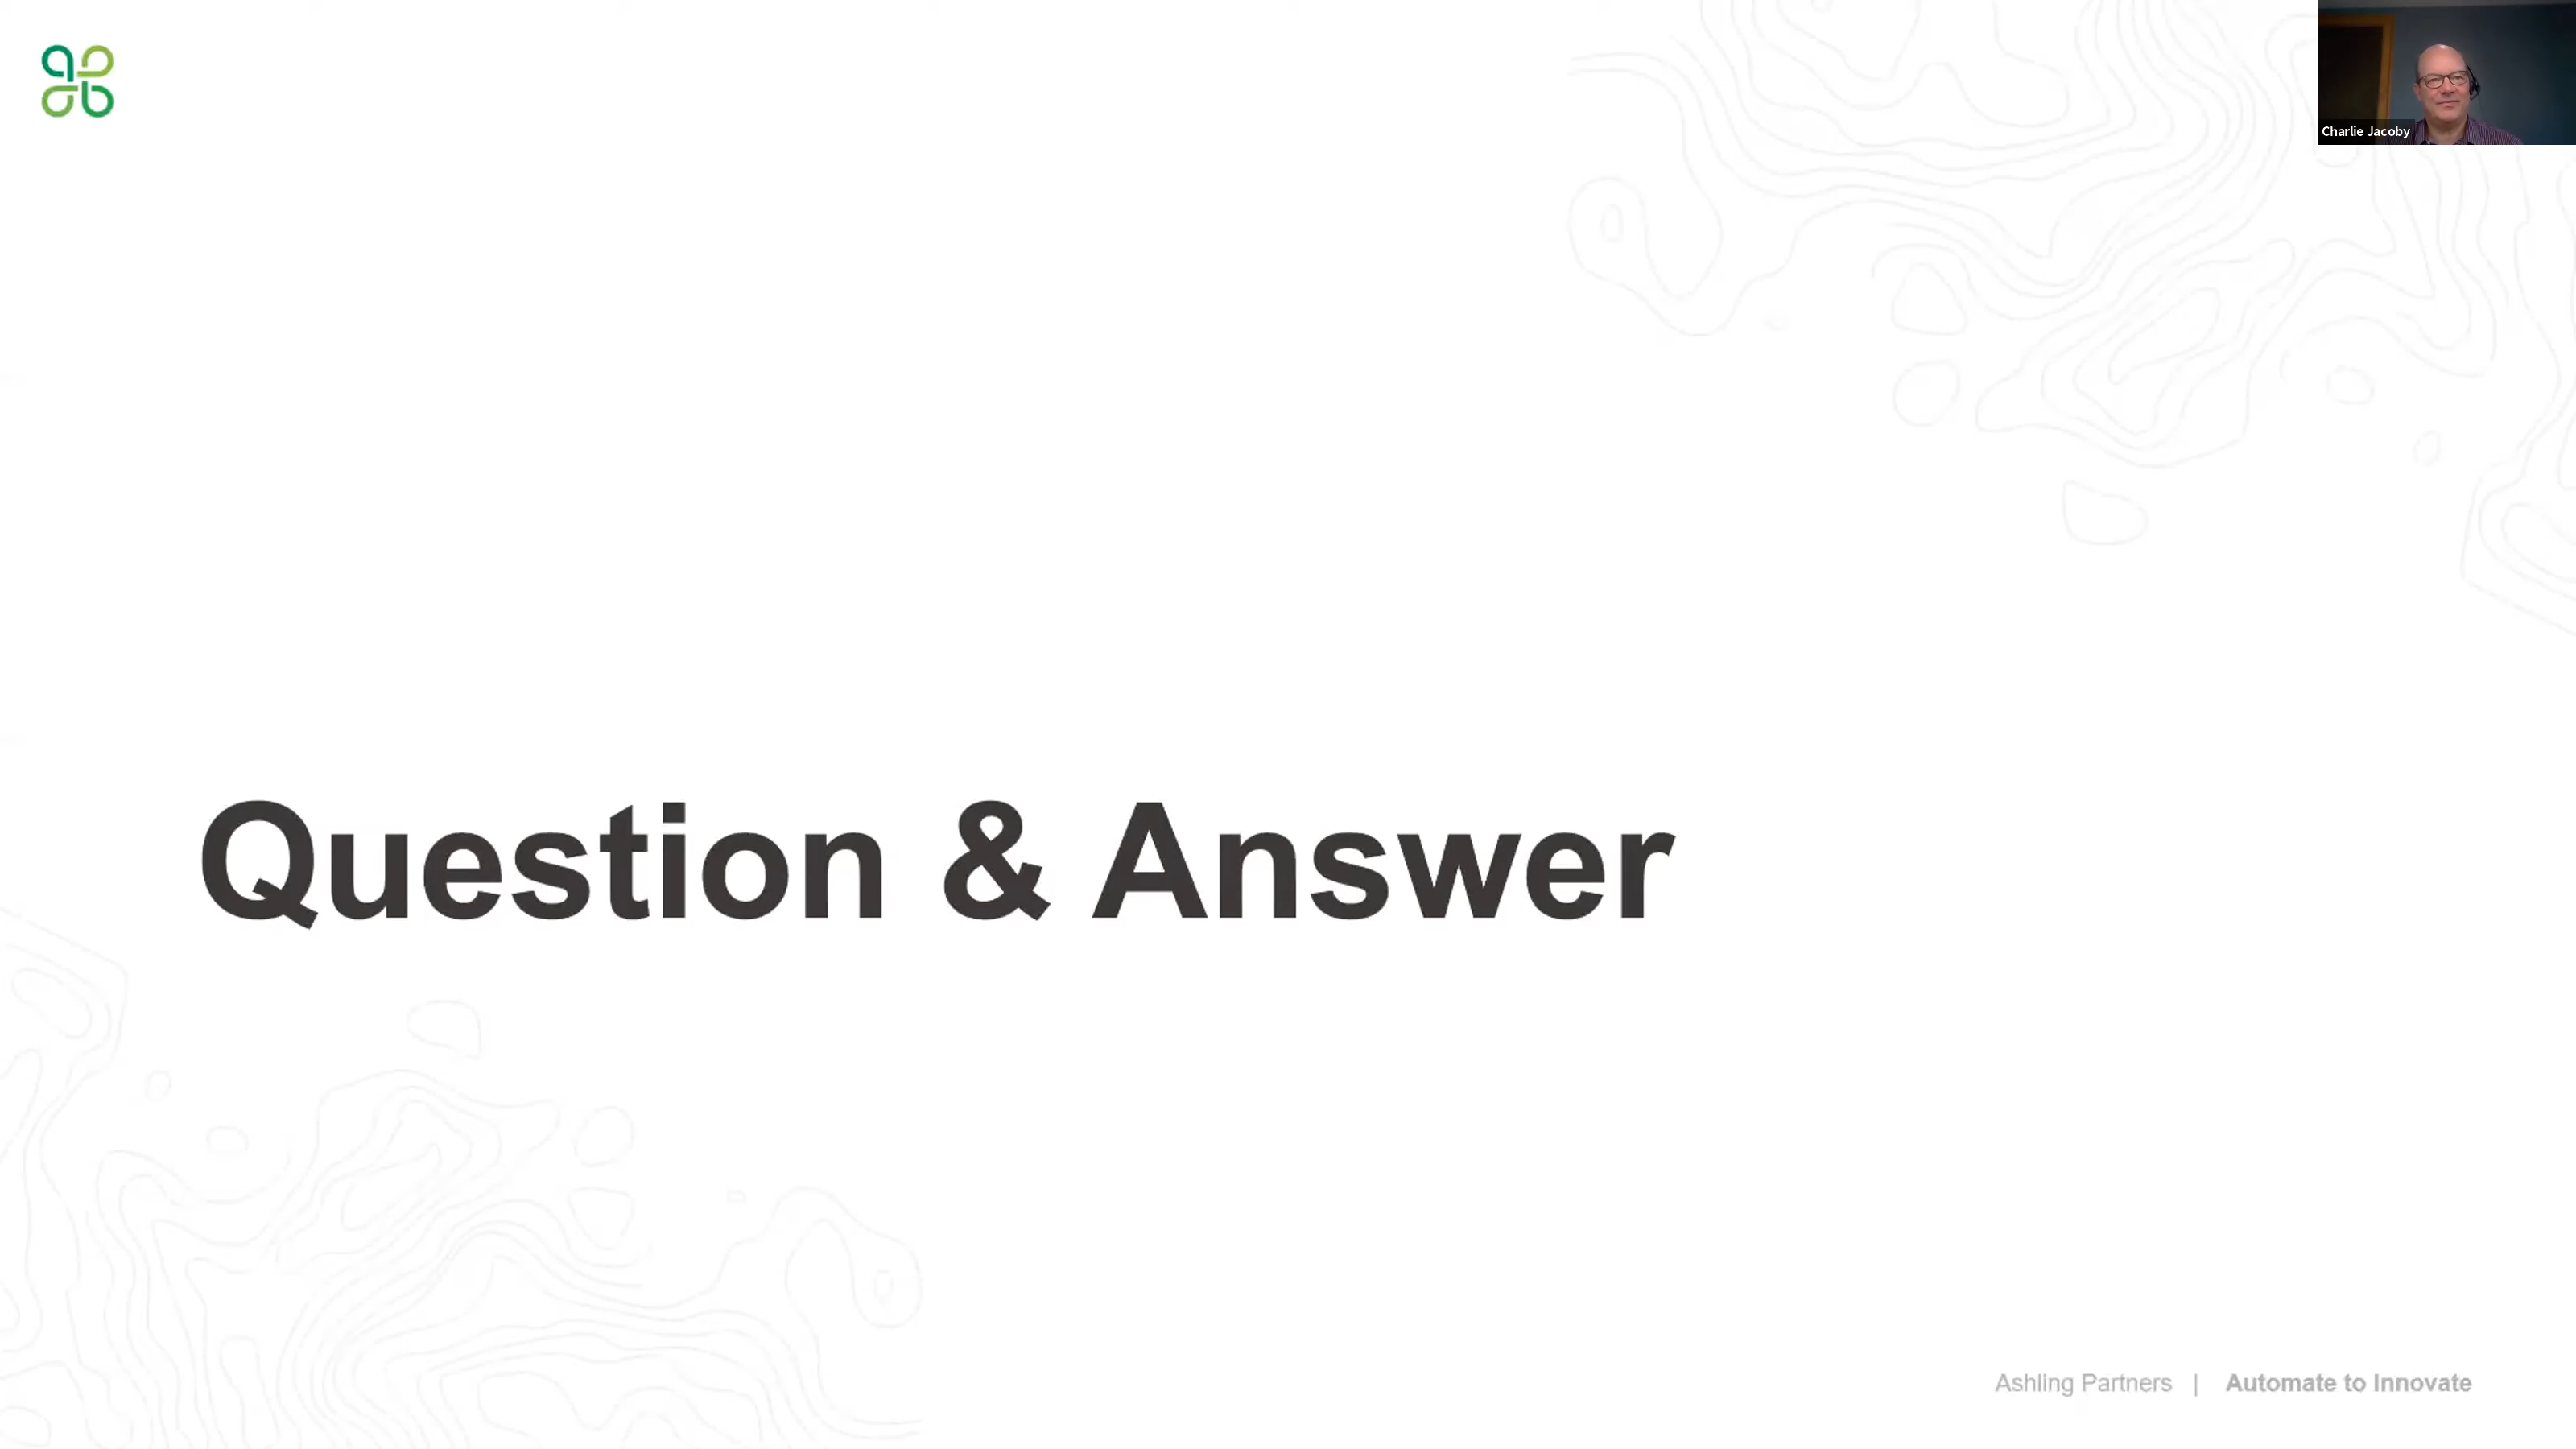 Charlie Jacoby
Question & Answer
Ashling Partners | Automate to Innovate